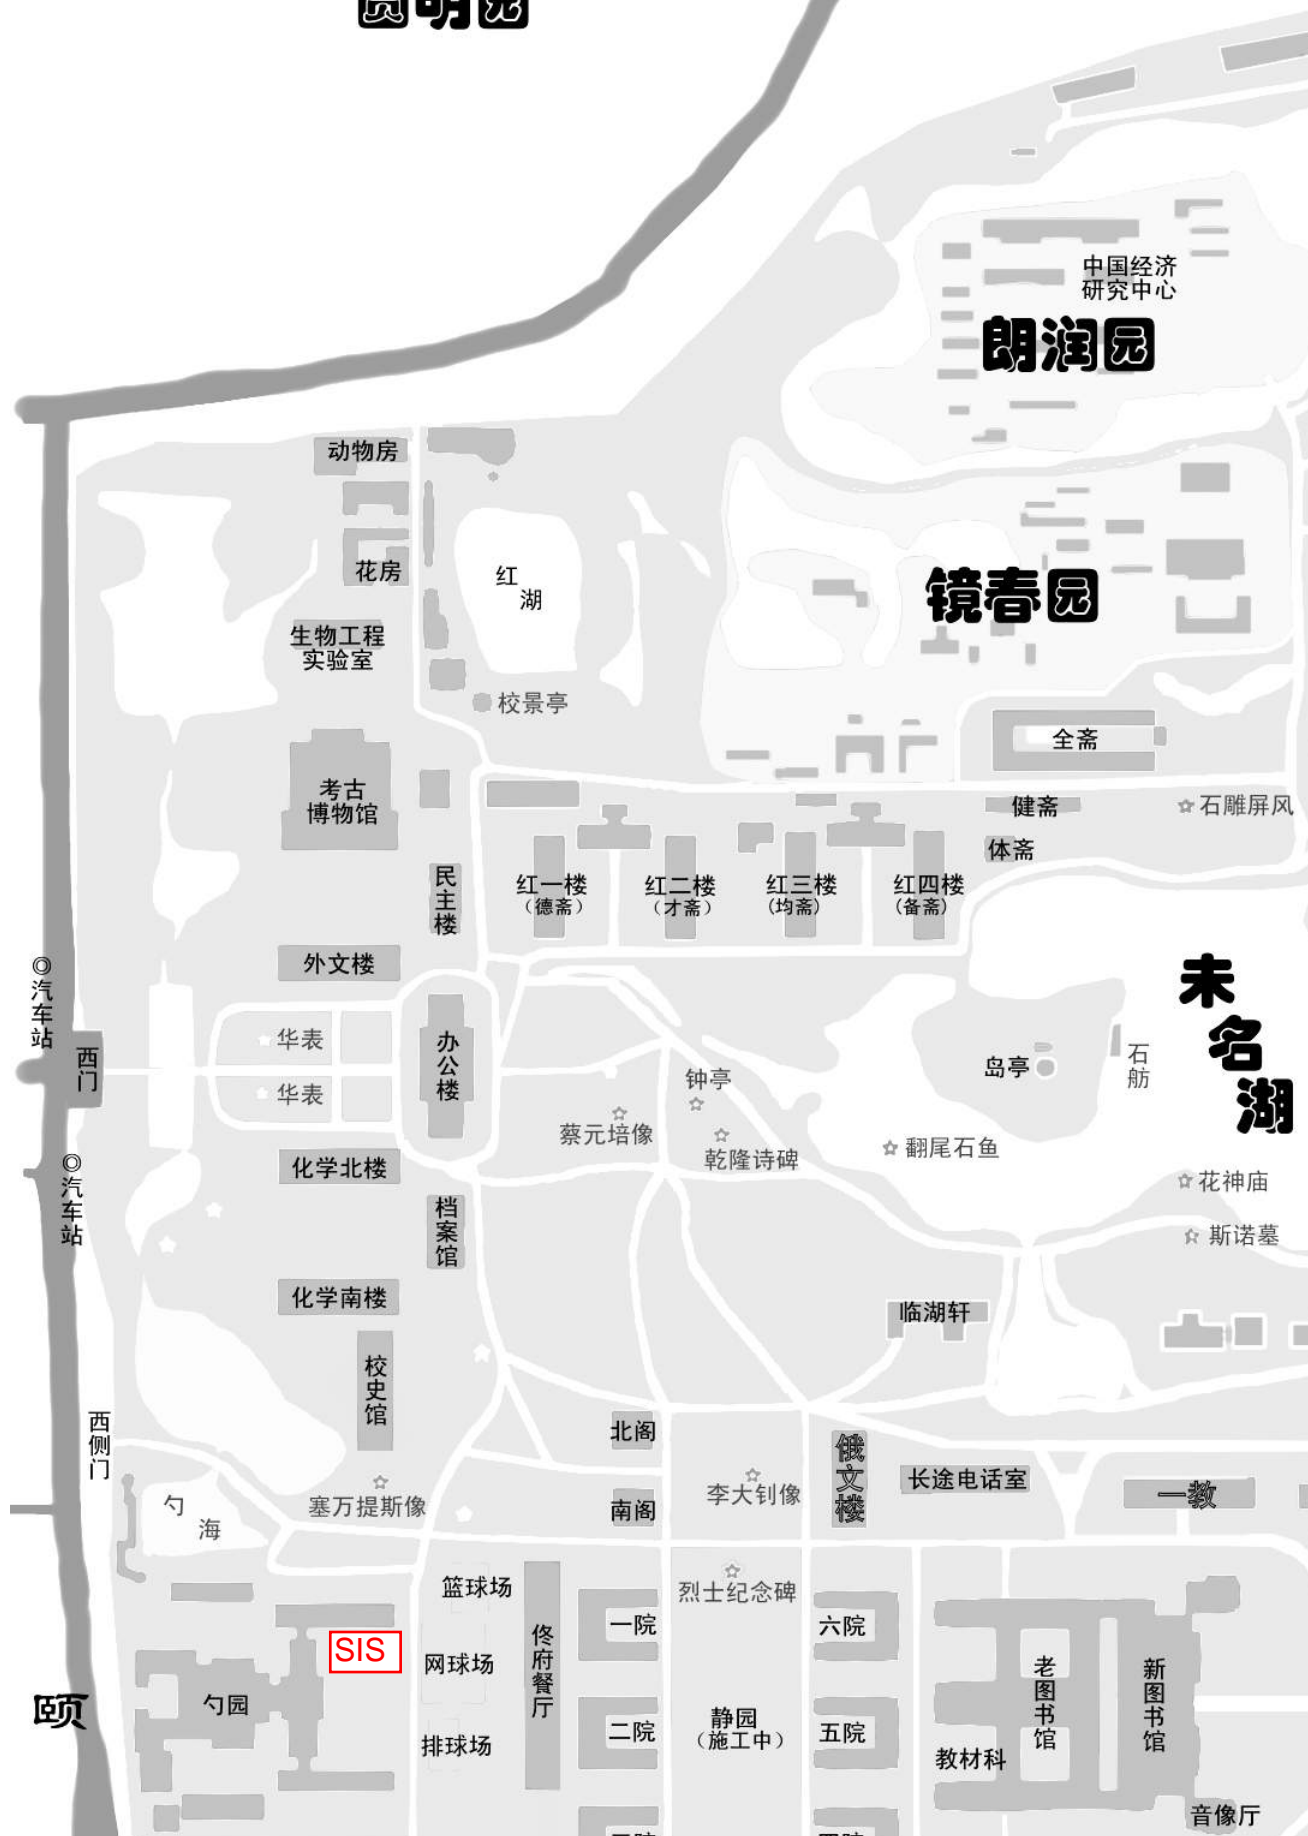 圆明园
中国经济
研究中心
朗润园
动物房
花房
红
湖
镜春园
生物工程
实验室
校景亭
全斋
考古
博物馆
健斋
石雕屏风
体斋
民主楼
红一楼
（德斋）
红二楼
（才斋）
红三楼
（均斋）
红四楼
（备斋）
外文楼
◎汽车站
未名湖
华表
西门
办公楼
岛亭
石舫
钟亭
华表
蔡元培像
乾隆诗碑
翻尾石鱼
化学北楼
◎汽车站
花神庙
档案馆
斯诺墓
化学南楼
临湖轩
校史馆
西侧门
北阁
俄文楼
长途电话室
李大钊像
一教
勺
海
塞万提斯像
南阁
篮球场
烈士纪念碑
一院
六院
佟府餐厅
SIS
网球场
老图书馆
新图书馆
勺园
颐
静园
（施工中）
二院
五院
排球场
教材科
音像厅